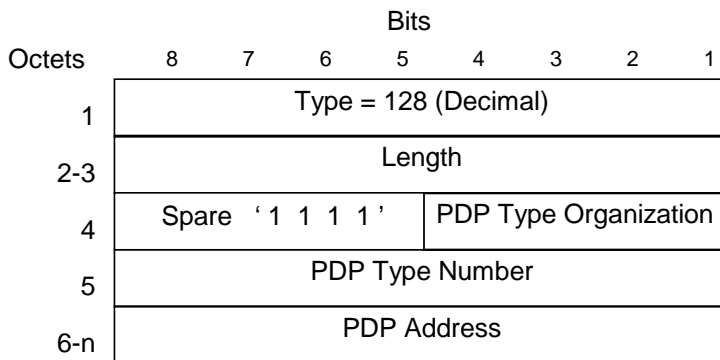 Bits
Octets 8 7 6 5 4 3 2 1
1 Type = 128 (Decimal)
2-3 Length
4 Spare ‘ 1 1 1 1 ’ PDP Type Organization
5 PDP Type Number
6-n PDP Address